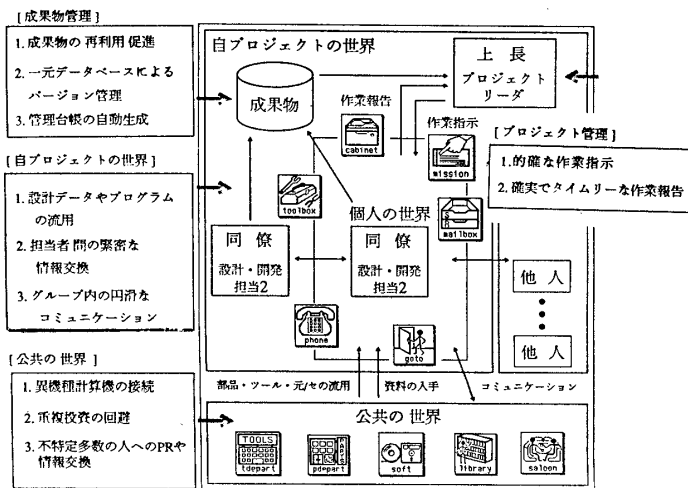 [成果物管理]
1. 成果物の再利用促進
2. 一元データベースによる
バージョン管理
3. 管理台帳の自動生成
[自プロジェクトの世界]
1. 設計データやプログラム
の流用
2. 担当者間の緊密な
情報交換
3. グループ内の円滑な
コミュニケーション
[公共の世界]
1. 異機種計算機の接続
2. 重複投資の回避
3. 不特定多数の人へのPRや
情報交換
自プロジェクトの世界
成果物
上長
プロジェクト
リーダ
作業報告
cabinet
作業指示
mission
[プロジェクト管理]
1. 的確な作業指示
2. 確実でタイムリーな作業報告
toolbox
個人の世界
mailbox
同僚
設計・開発
担当2
同僚
設計・開発
担当2
phone
goto
他人
他人
部品・ツール・元/セの流用
資料の入手
コミュニケーション
公共の世界
TOOLS
tdepart
PARTS
pdepart
soft
library
saloon